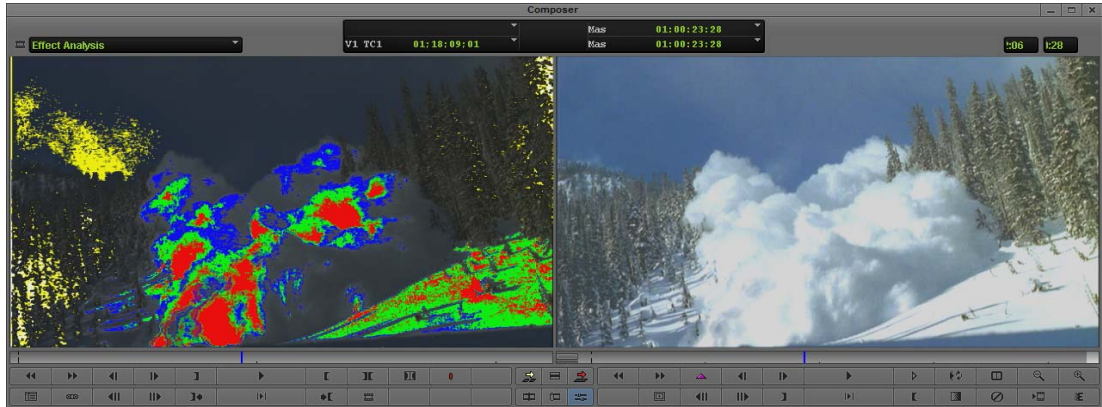 Composer
Effect Analysis
V1 TC1 01:18:09:01
Mas 01:00:23:28
Mas 01:00:23:28
:06
:28